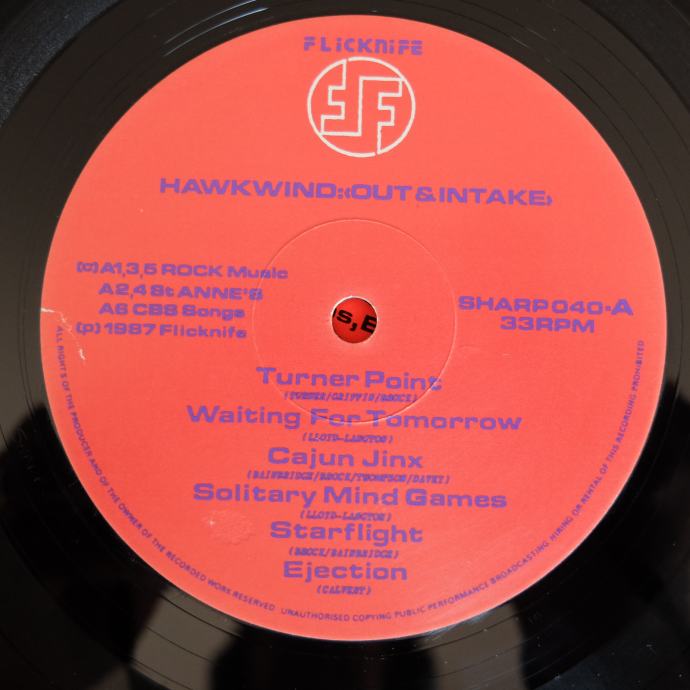 FLiCKNiFE
HAWKWIND:‹OUT & INTAKE›
(c) A1,3,5 ROCK Music
A2,4 St ANNE'S
A6 CBS Songs
(p) 1987 Flicknife
SHARP 040-A
33RPM
s, E
Turner Point
(TURNER/GRIFFIN/BROCK)
Waiting For Tomorrow
(LLOYD-LANGTON)
Cajun Jinx
(BAINBRIDGE/BROCK/THOMPSON/DAVEY)
Solitary Mind Games
(LLOYD-LANGTON)
Starflight
(BROCK/BAINBRIDGE)
Ejection
(CALVERT)
ALL RIGHTS OF THE PRODUCER AND OF THE OWNER OF THE RECORDED WORK RESERVED. UNAUTHORISED COPYING PUBLIC PERFORMANCE BROADCASTING HIRING OR RENTAL OF THIS RECORDING PROHIBITED